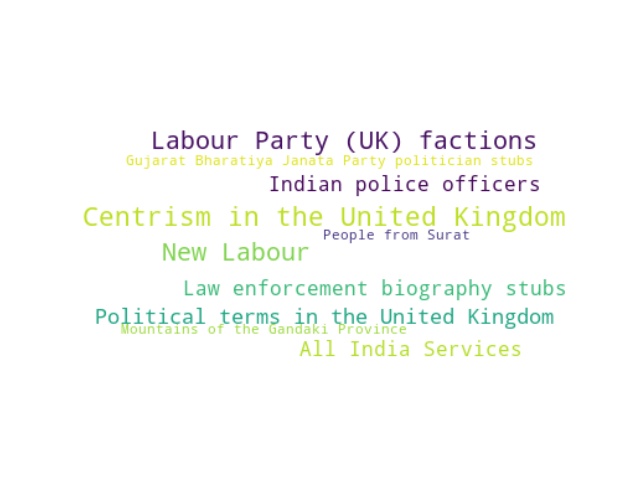 Labour Party (UK) factions
Gujarat Bharatiya Janata Party politician stubs
Indian police officers
Centrism in the United Kingdom
People from Surat
New Labour
Law enforcement biography stubs
Political terms in the United Kingdom
Mountains of the Gandaki Province
All India Services